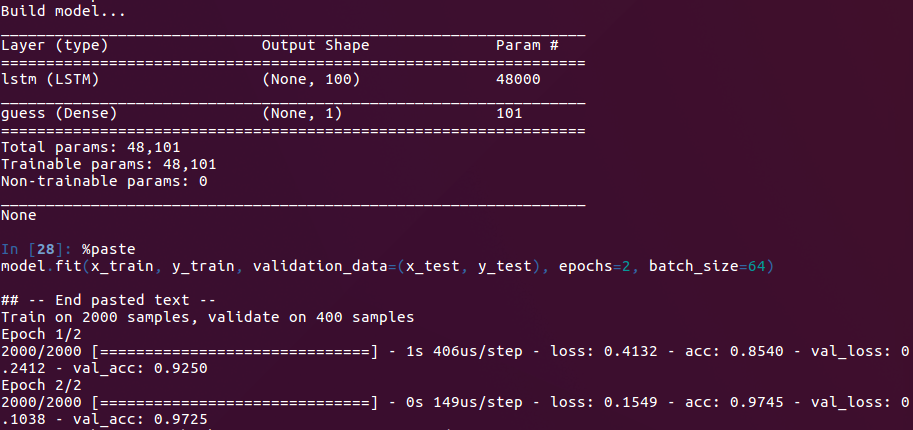 Build model...
_________________________________________________________________
Layer (type)                 Output Shape              Param #
=================================================================
lstm (LSTM)                  (None, 100)               48000
_________________________________________________________________
guess (Dense)                (None, 1)                 101
=================================================================
Total params: 48,101
Trainable params: 48,101
Non-trainable params: 0
_________________________________________________________________
None
In [28]: %paste
model.fit(x_train, y_train, validation_data=(x_test, y_test), epochs=2, batch_size=64)
## -- End pasted text --
Train on 2000 samples, validate on 400 samples
Epoch 1/2
2000/2000 [==============================] - 1s 406us/step - loss: 0.4132 - acc: 0.8540 - val_loss: 0
.2412 - val_acc: 0.9250
Epoch 2/2
2000/2000 [==============================] - 0s 149us/step - loss: 0.1549 - acc: 0.9745 - val_loss: 0
.1038 - val_acc: 0.9725